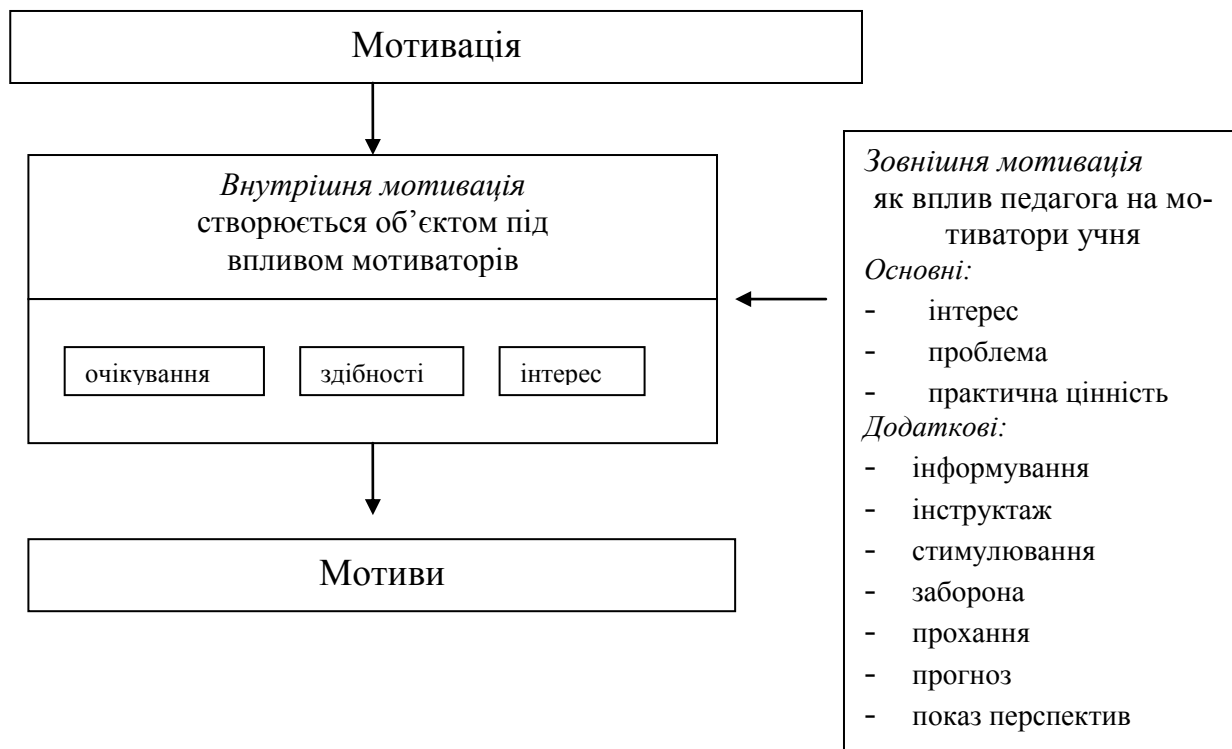 Мотивація
Внутрішня мотивація
створюється об’єктом під
впливом мотиваторів
очікування
здібності
інтерес
Мотиви
Зовнішня мотивація
як вплив педагога на мо-
тиватори учня
Основні:
- інтерес
- проблема
- практична цінність
Додаткові:
- інформування
- інструктаж
- стимулювання
- заборона
- прохання
- прогноз
- показ перспектив